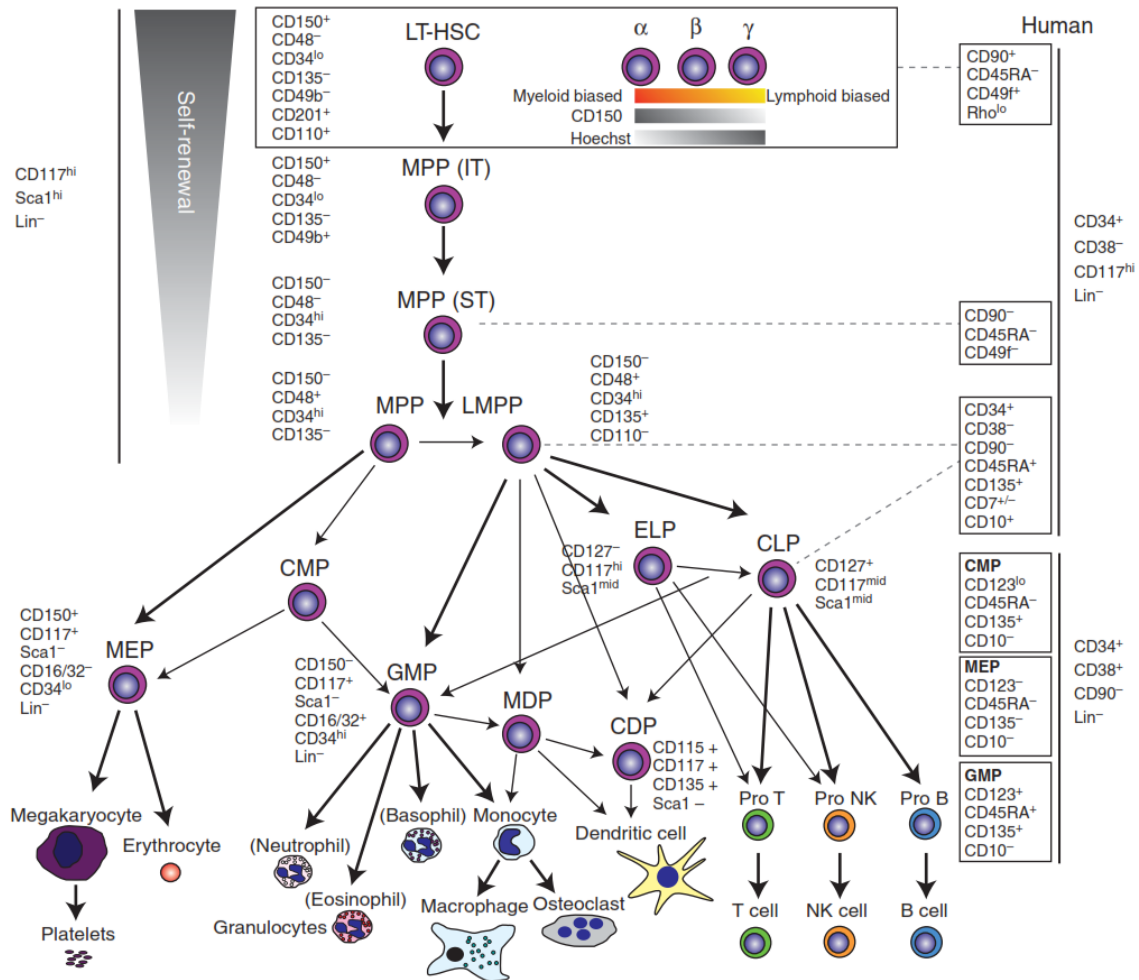 CD150⁺
CD48⁻
CD34ˡᵒ
CD135⁻
CD49b⁻
CD201⁺
CD110⁺
LT-HSC
α β γ
Myeloid biased
Lymphoid biased
CD150
Hoechst
Human
CD90⁺
CD45RA⁻
CD49f⁺
Rhoˡᵒ
Self-renewal
CD117ʰⁱ
Sca1ʰⁱ
Lin⁻
CD150⁺
CD48⁻
CD34ˡᵒ
CD135⁻
CD49b⁺
MPP (IT)
CD34⁺
CD38⁻
CD117ʰⁱ
Lin⁻
CD150⁻
CD48⁻
CD34ʰⁱ
CD135⁻
MPP (ST)
CD90⁻
CD45RA⁻
CD49f⁻
CD150⁻
CD48⁺
CD34ʰⁱ
CD135⁻
MPP
LMPP
CD150⁻
CD48⁺
CD34ʰⁱ
CD135⁺
CD110⁻
CD34⁺
CD38⁻
CD90⁻
CD45RA⁺
CD135⁺
CD7⁺/⁻
CD10⁺
ELP
CD127⁻
CD117ʰⁱ
Sca1ᵐⁱᵈ
CLP
CD127⁺
CD117ᵐⁱᵈ
Sca1ᵐⁱᵈ
CMP
CMP
CD123ˡᵒ
CD45RA⁻
CD135⁺
CD10⁻
MEP
CD123⁻
CD45RA⁻
CD135⁻
CD10⁻
GMP
CD123⁺
CD45RA⁺
CD135⁺
CD10⁻
CD34⁺
CD38⁺
CD90⁻
Lin⁻
CD150⁺
CD117⁺
Sca1⁻
CD16/32⁻
CD34ˡᵒ
Lin⁻
MEP
CD150⁻
CD117⁺
Sca1⁻
CD16/32⁺
CD34ʰⁱ
Lin⁻
GMP
MDP
CDP
CD115 +
CD117 +
CD135 +
Sca1 –
Megakaryocyte
Erythrocyte
Platelets
(Neutrophil)
(Eosinophil)
Granulocytes
(Basophil)
Monocyte
Macrophage
Osteoclast
Dendritic cell
Pro T
Pro NK
Pro B
T cell
NK cell
B cell